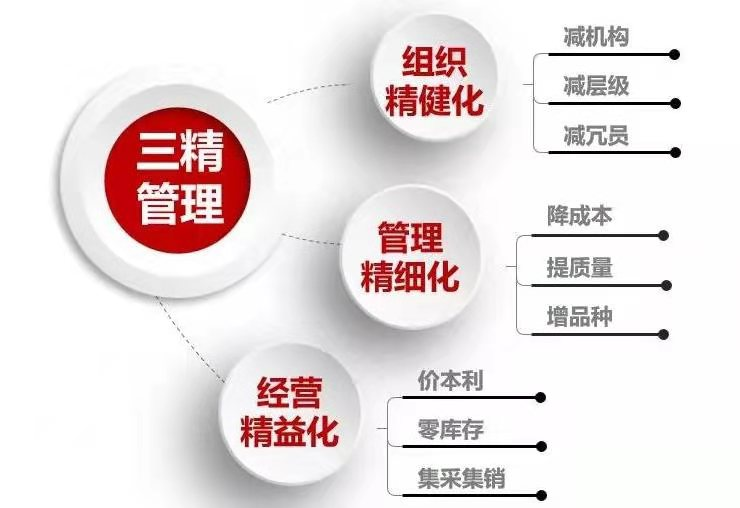 三精
管理
组织
精健化
减机构
减层级
减冗员
管理
精细化
降成本
提质量
增品种
经营
精益化
价本利
零库存
集采集销